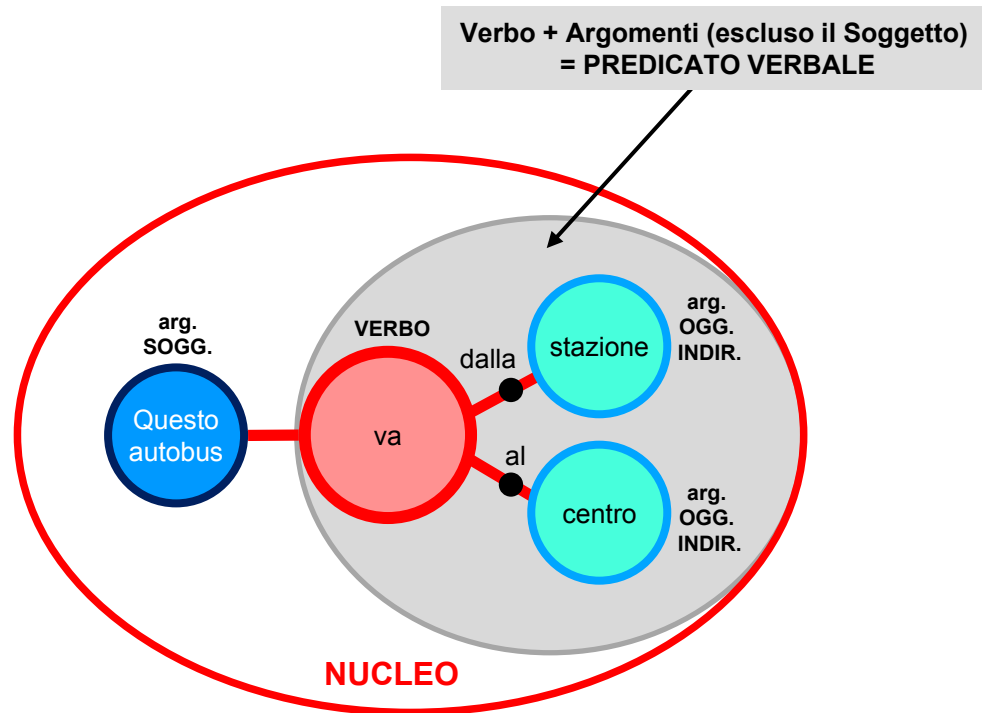 Verbo + Argomenti (escluso il Soggetto)
= PREDICATO VERBALE
arg.
SOGG.
Questo
autobus
VERBO
va
dalla
stazione
arg.
OGG.
INDIR.
al
centro
arg.
OGG.
INDIR.
NUCLEO